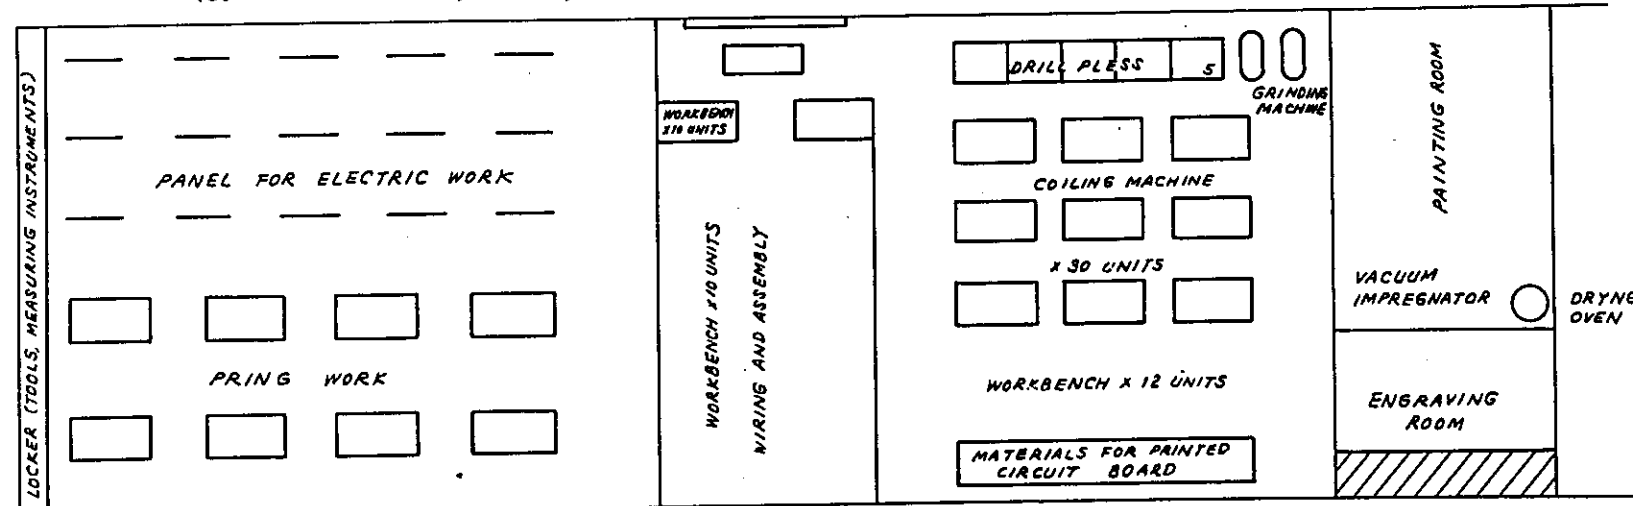 LOCKER (TOOLS, MEASURING INSTRUMENTS)
PANEL FOR ELECTRIC WORK
PRING WORK
WORKBENCH
X10 UNITS
WORKBENCH X10 UNITS
WIRING AND ASSEMBLY
DRILL PLESS 5
GRINDING
MACHINE
COILING MACHINE
X 30 UNITS
WORKBENCH X 12 UNITS
MATERIALS FOR PRINTED
CIRCUIT BOARD
PAINTING ROOM
VACUUM
IMPREGNATOR
DRYNG
OVEN
ENGRAVING
ROOM